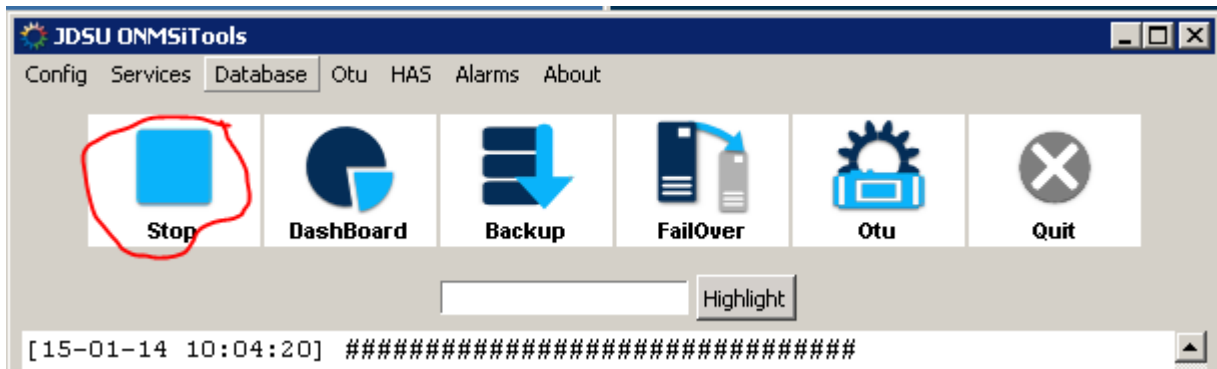 JDSU ONMSiTools
Config Services Database Otu HAS Alarms About
Stop DashBoard Backup FailOver Otu Quit
Highlight
[15-01-14 10:04:20] ################################